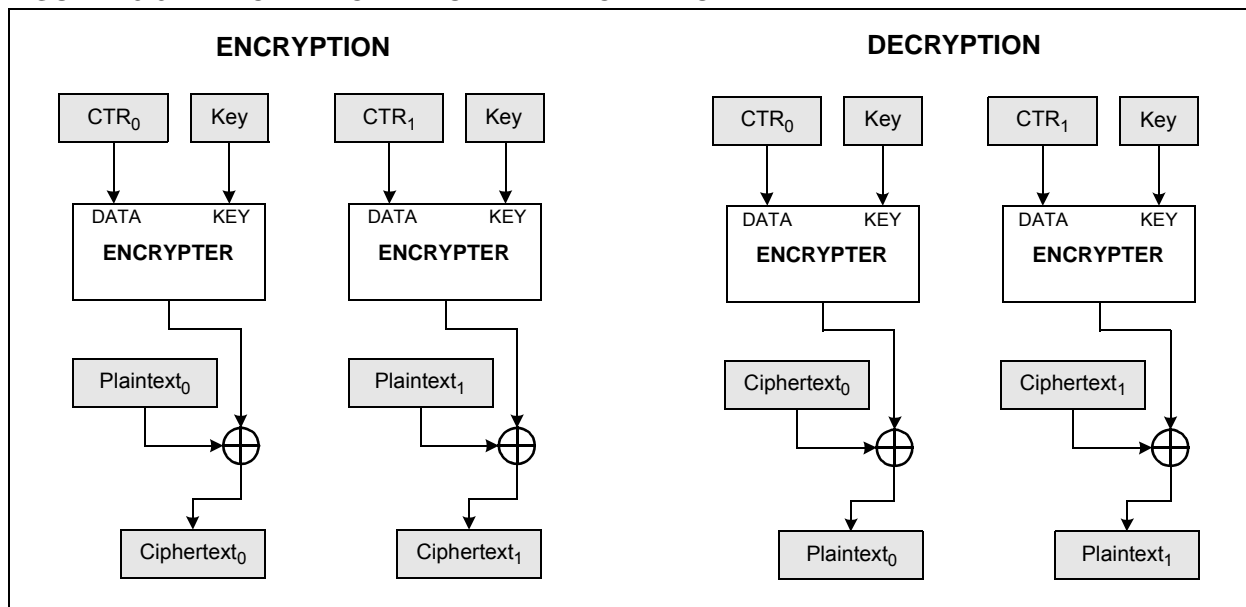 ENCRYPTION
CTR₀ Key CTR₁ Key
DATA KEY DATA KEY
ENCRYPTER ENCRYPTER
Plaintext₀ Plaintext₁
Ciphertext₀ Ciphertext₁
DECRYPTION
CTR₀ Key CTR₁ Key
DATA KEY DATA KEY
ENCRYPTER ENCRYPTER
Ciphertext₀ Ciphertext₁
Plaintext₀ Plaintext₁